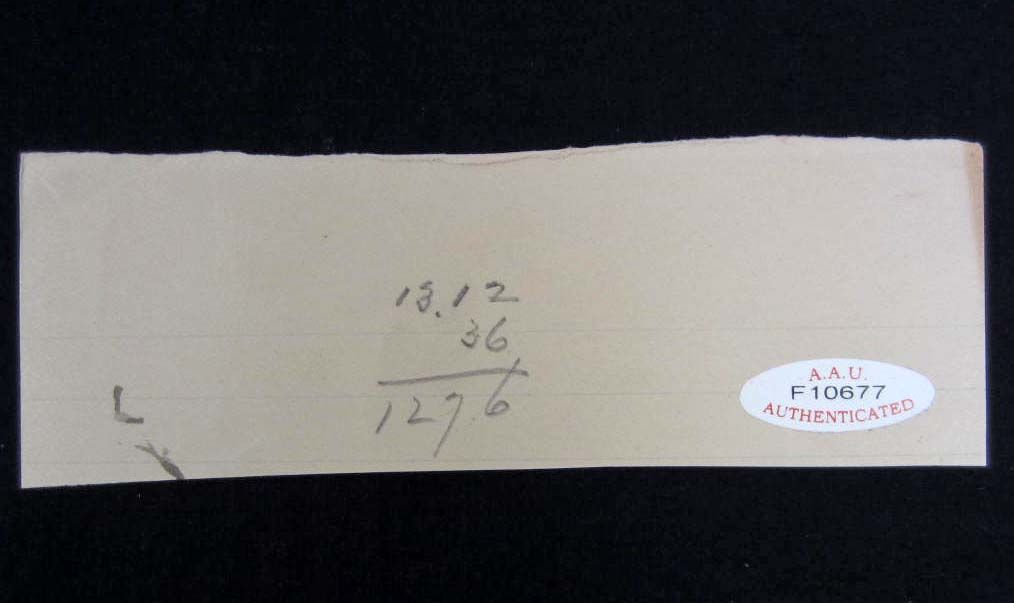 13.12
36
127.6
L
A.A.U.
F10677
AUTHENTICATED